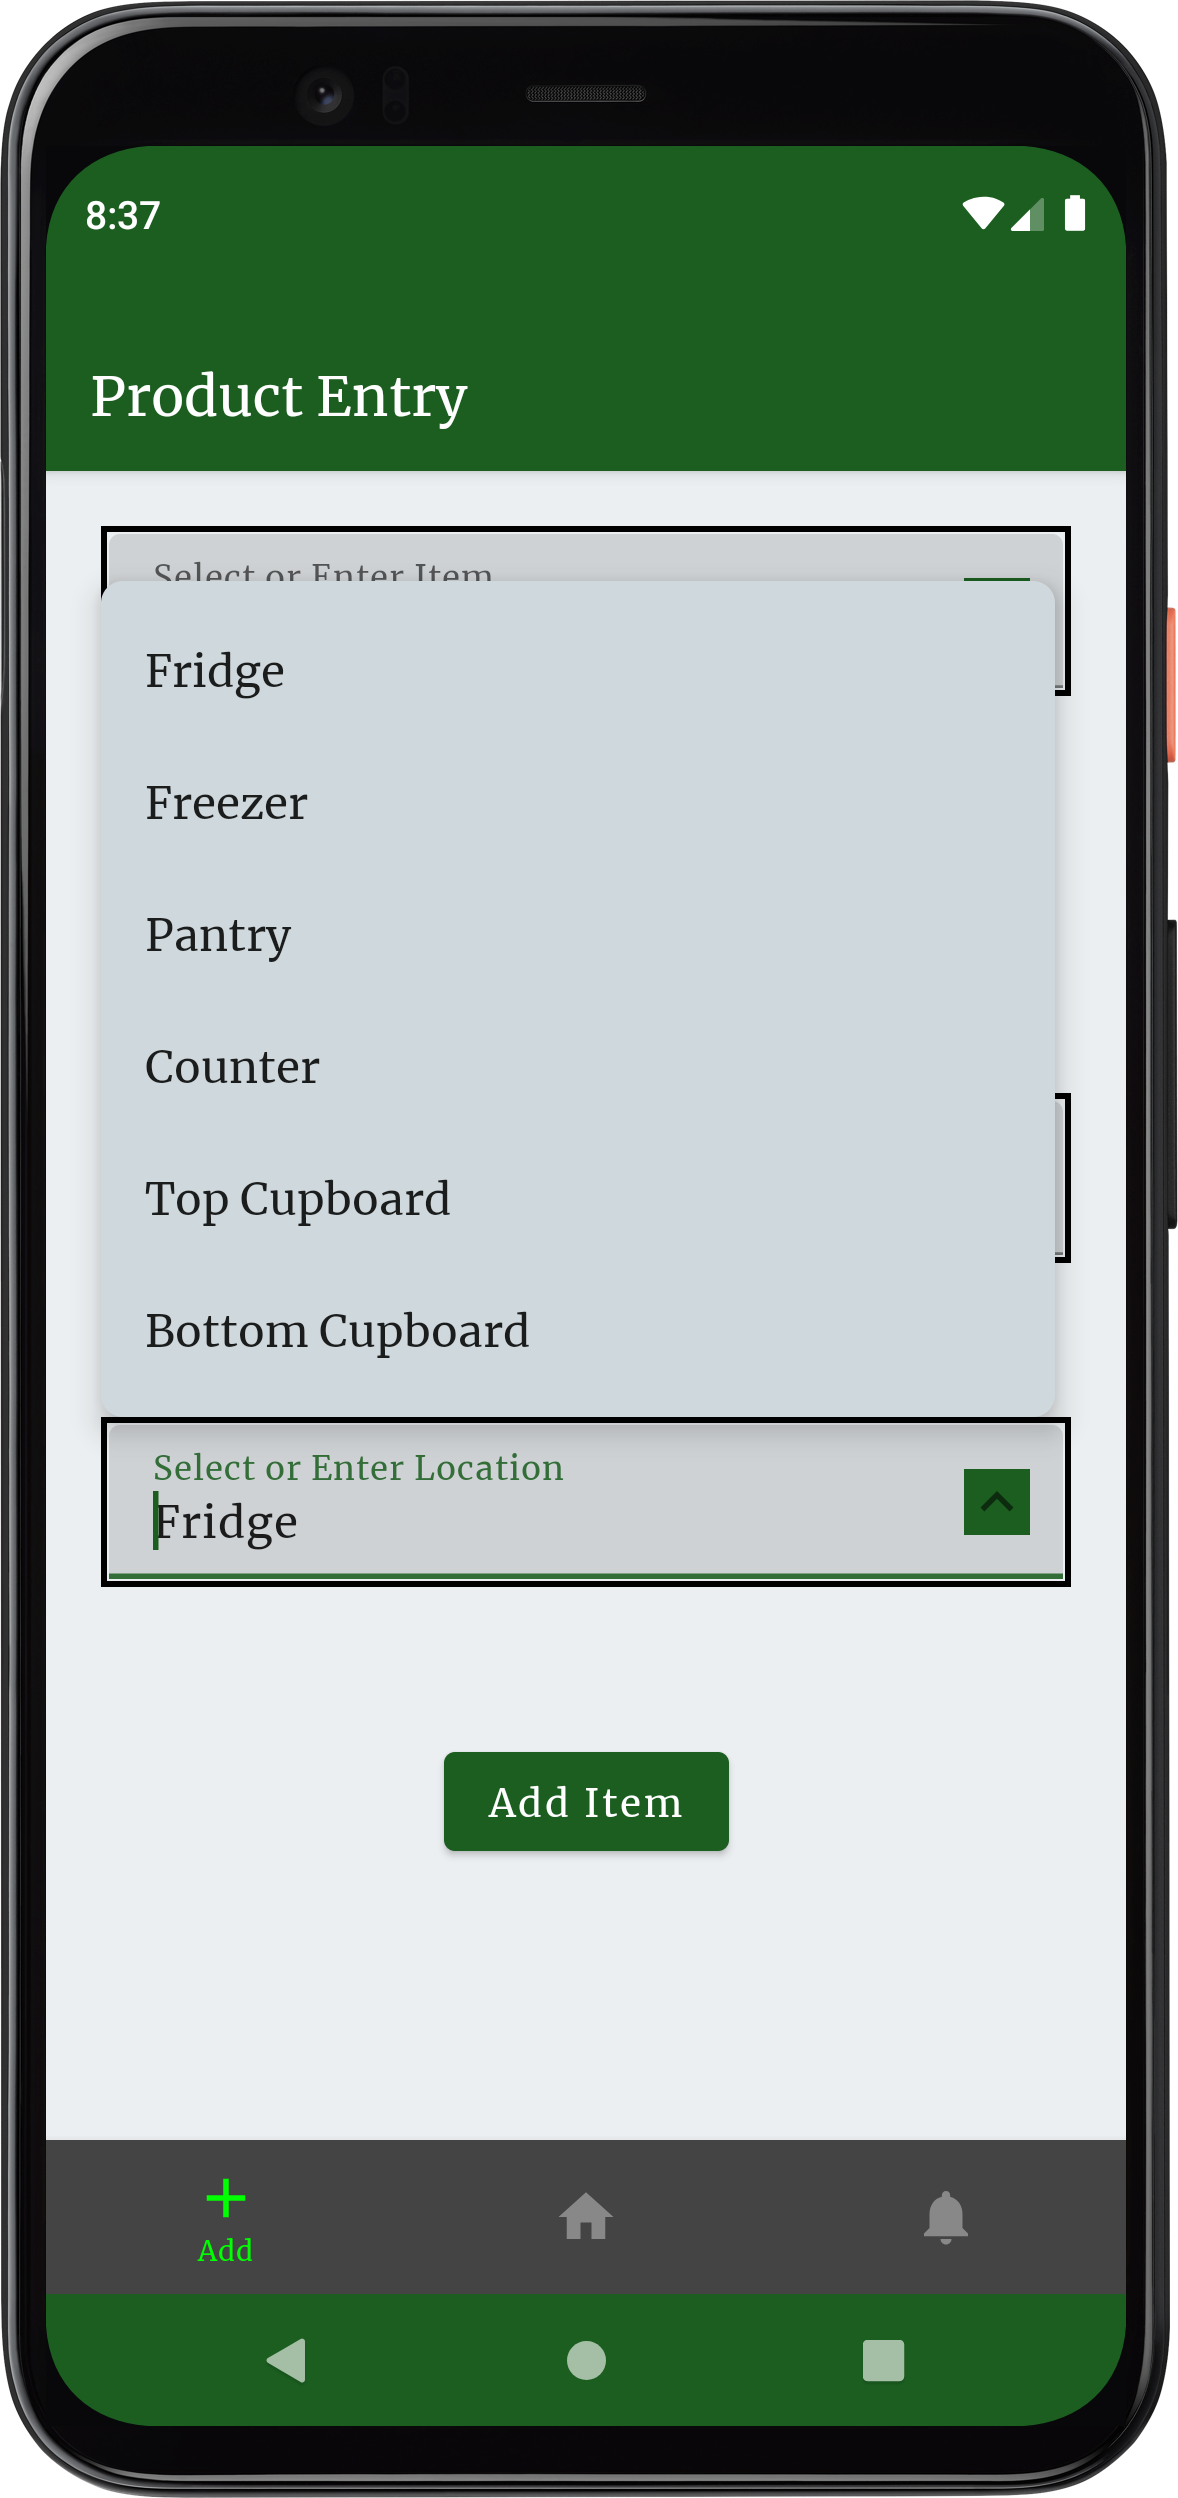 8:37
Product Entry
Select or Enter Item
Fridge
Freezer
Pantry
Counter
Top Cupboard
Bottom Cupboard
Select or Enter Location
Fridge
Add Item
Add